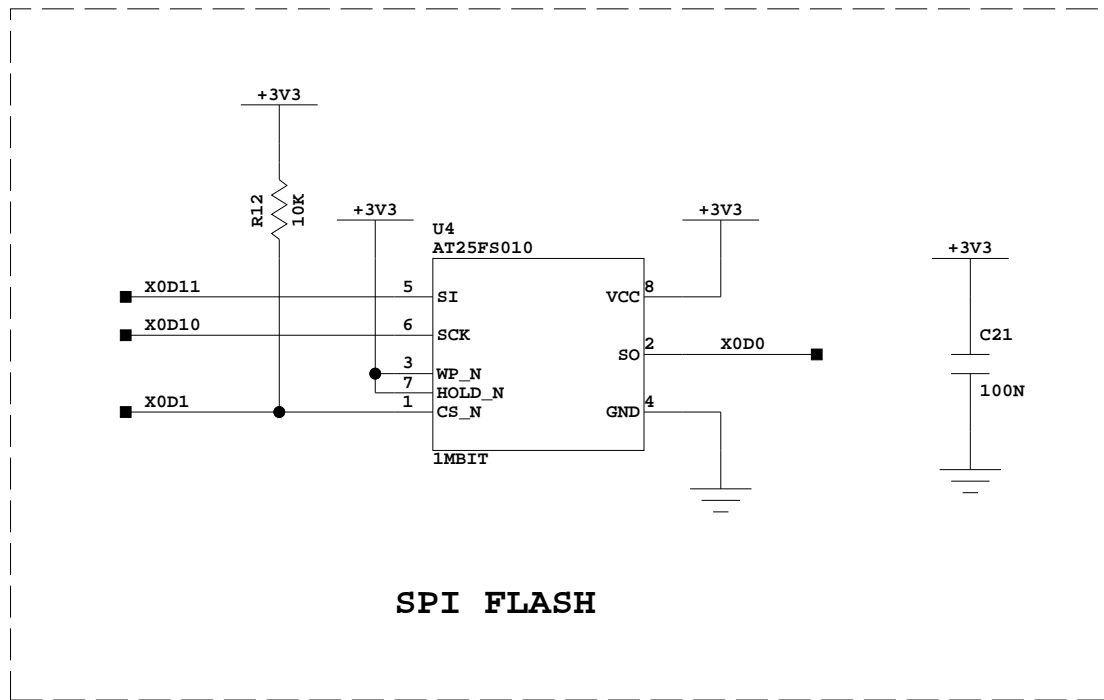 +3V3
R12
10K
+3V3
+3V3
U4
AT25FS010
+3V3
X0D11
5
SI
VCC
8
X0D10
6
SCK
SO
2
X0D0
C21
3
WP_N
7
HOLD_N
100N
X0D1
1
CS_N
GND
4
1MBIT
SPI FLASH